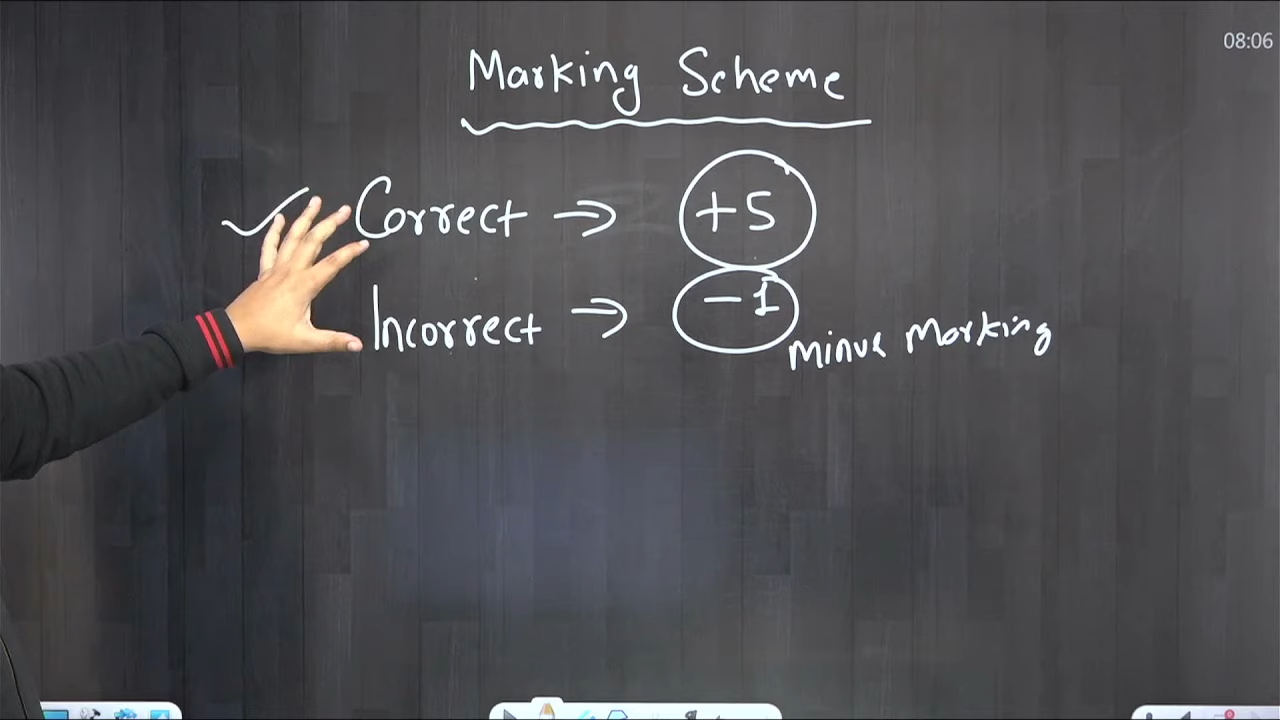 08:06
Marking Scheme
Correct → +5
Incorrect → -1
minus Marking